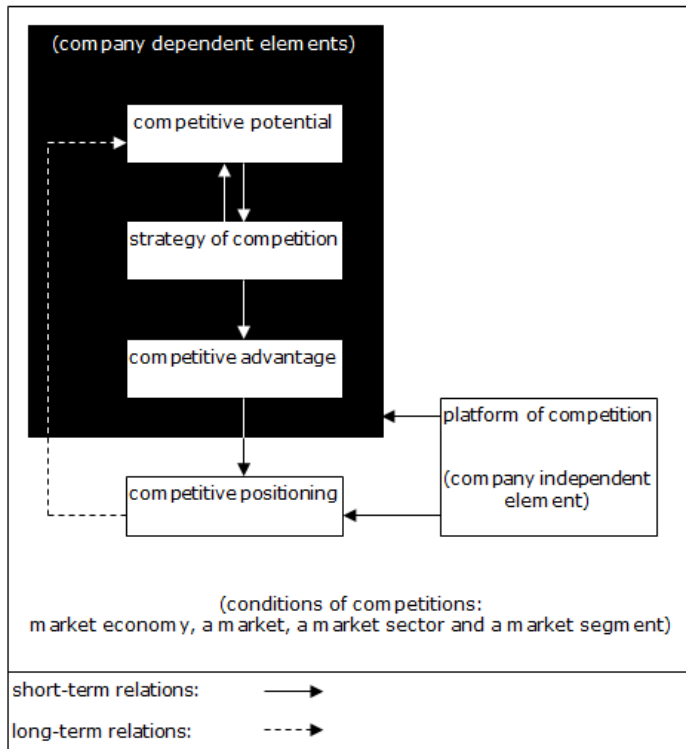 (company dependent elements)
competitive potential
strategy of competition
competitive advantage
platform of competition
(company independent
element)
competitive positioning
(conditions of competitions:
market economy, a market, a market sector and a market segment)
short-term relations:
long-term relations: